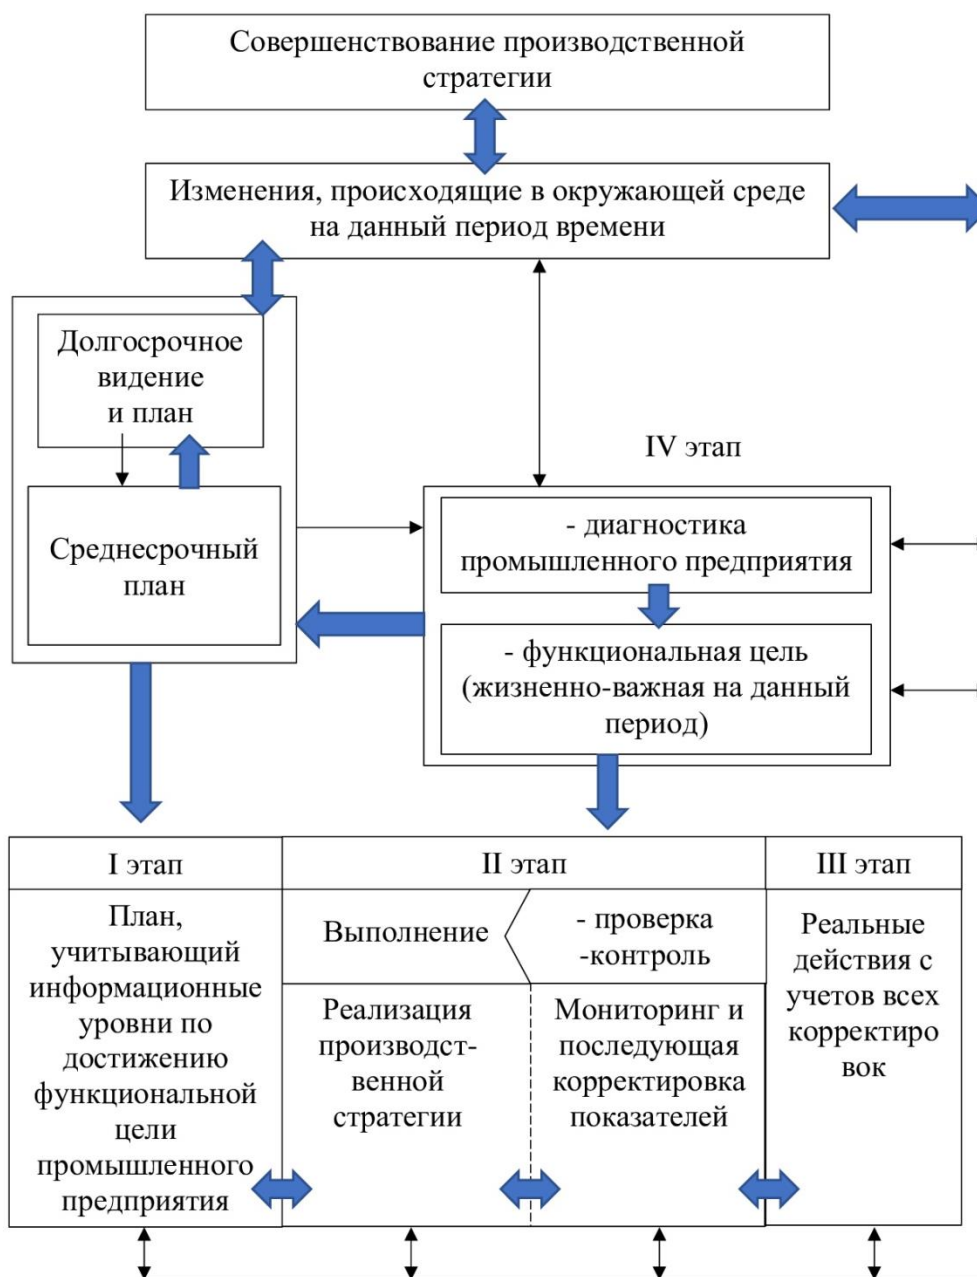 Совершенствование производственной
стратегии
Изменения, происходящие в окружающей среде
на данный период времени
Долгосрочное
видение
и план
Среднесрочный
план
IV этап
- диагностика
промышленного предприятия
- функциональная цель
(жизненно-важная на данный
период)
I этап
План,
учитывающий
информационные
уровни по
достижению
функциональной
цели
промышленного
предприятия
II этап
Выполнение
- проверка
-контроль
Реализация
производст-
венной
стратегии
Мониторинг и
последующая
корректировка
показателей
III этап
Реальные
действия с
учетов всех
корректиро
вок